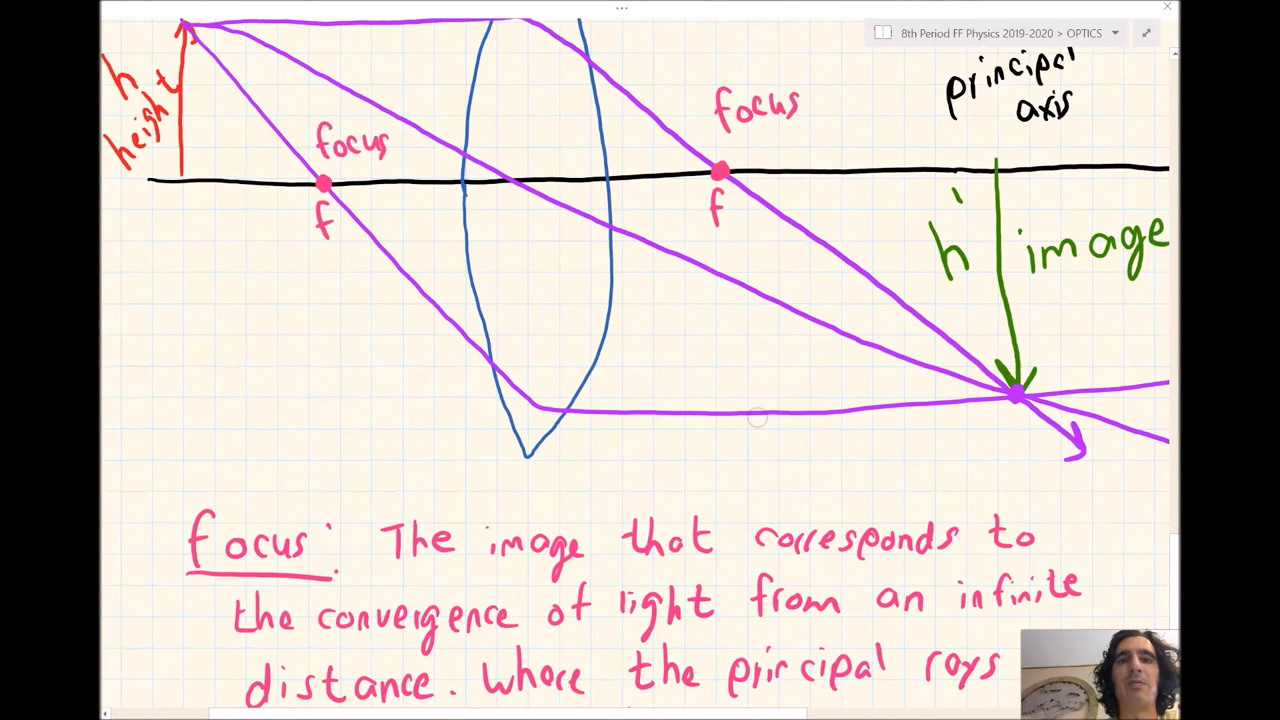 8th Period FF Physics 2019-2020 > OPTICS
h
height
focus
f
focus
f
principal
axis
h'
image
focus: The image that corresponds to
the convergence of light from an infinite
distance. Where the principal rays